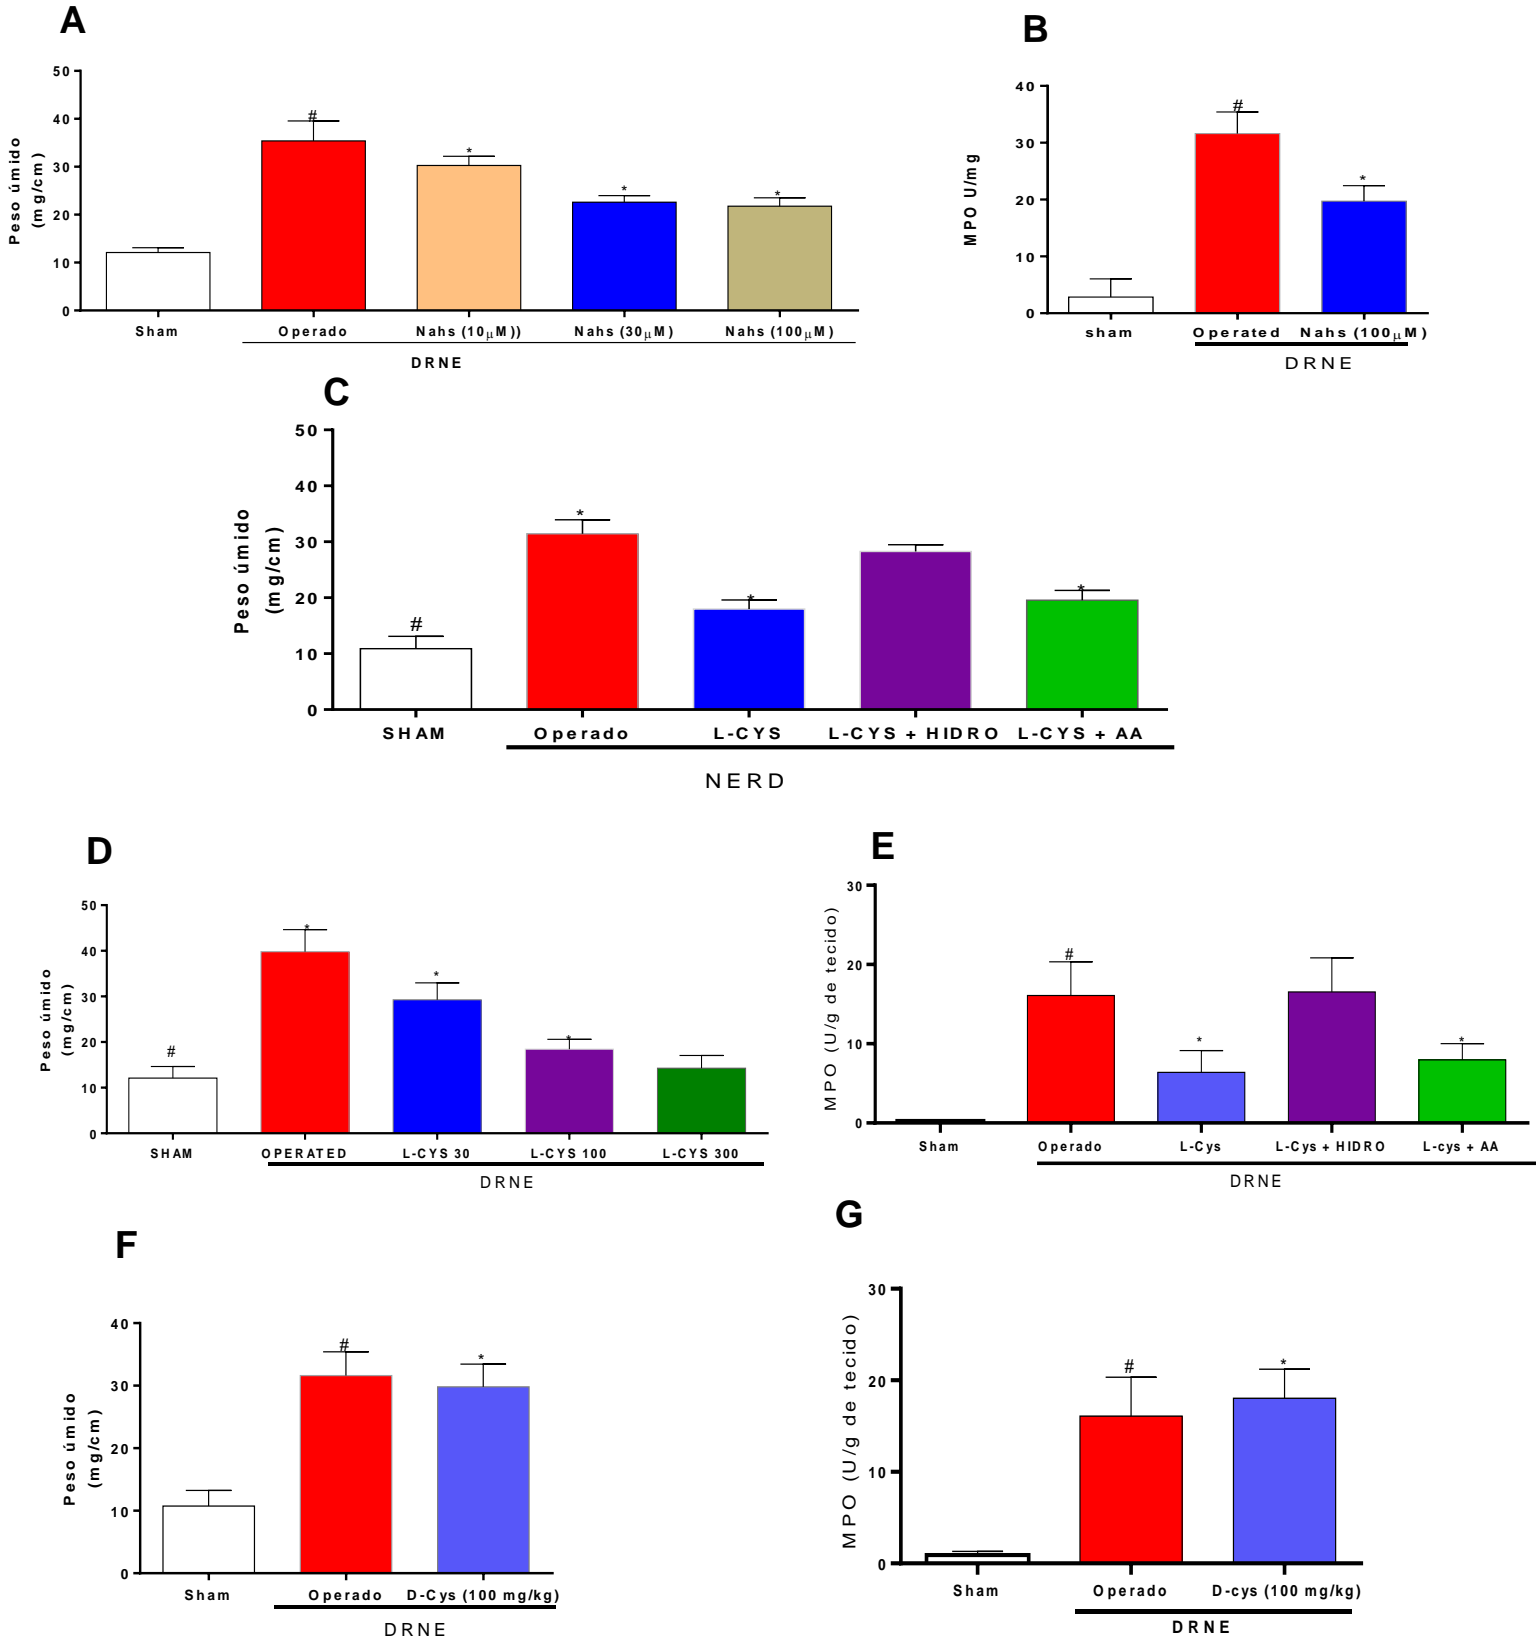 A
Peso úmido
(mg/cm)
50
40
30
20
10
0
#
*
*
*
Sham Operado Nahs (10µM)) Nahs (30µM) Nahs (100µM)
DRNE
B
MPO U/mg
40
30
20
10
0
#
*
sham Operated Nahs (100µM)
DRNE
C
Peso úmido
(mg/cm)
50
40
30
20
10
0
#
*
*
*
SHAM Operado L-CYS L-CYS + HIDRO L-CYS + AA
NERD
D
Peso úmido
(mg/cm)
50
40
30
20
10
0
#
*
*
*
SHAM OPERATED L-CYS 30 L-CYS 100 L-CYS 300
DRNE
E
MPO (U/g de tecido)
30
20
10
0
#
*
*
Sham Operado L-Cys L-Cys + HIDRO L-cys + AA
DRNE
F
Peso úmido
(mg/cm)
40
30
20
10
0
#
*
Sham Operado D-Cys (100 mg/kg)
DRNE
G
MPO (U/g de tecido)
30
20
10
0
#
*
Sham Operado D-cys (100 mg/kg)
DRNE